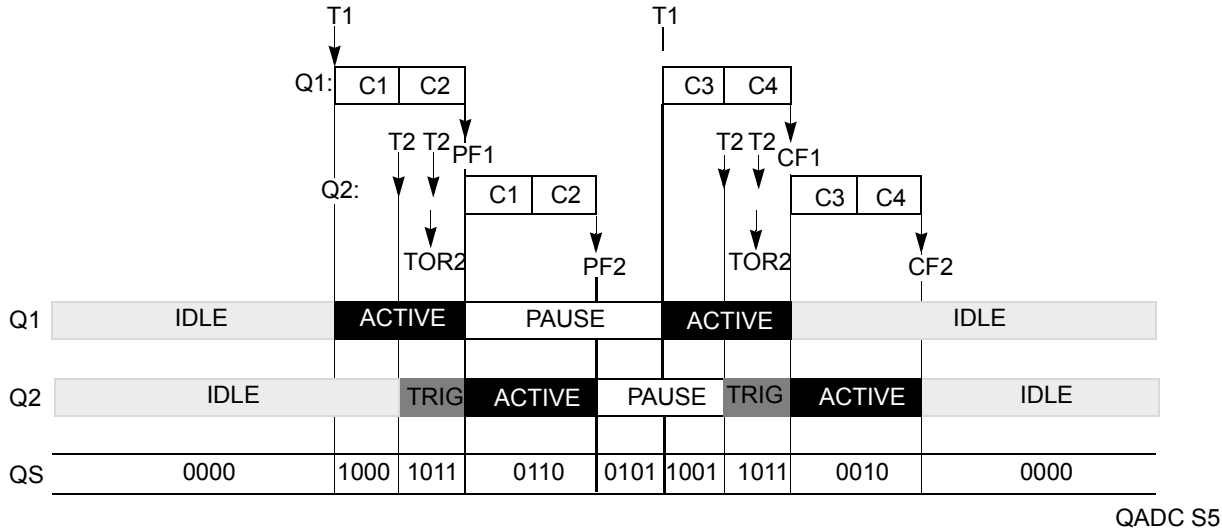 T1 T1
Q1: C1 C2 C3 C4
T2 T2 PF1 T2 T2 CF1
Q2: C1 C2 C3 C4
TOR2 PF2 TOR2 CF2
Q1 IDLE ACTIVE PAUSE ACTIVE IDLE
Q2 IDLE TRIG ACTIVE PAUSE TRIG ACTIVE IDLE
QS 0000 1000 1011 0110 0101 1001 1011 0010 0000
QADC S5